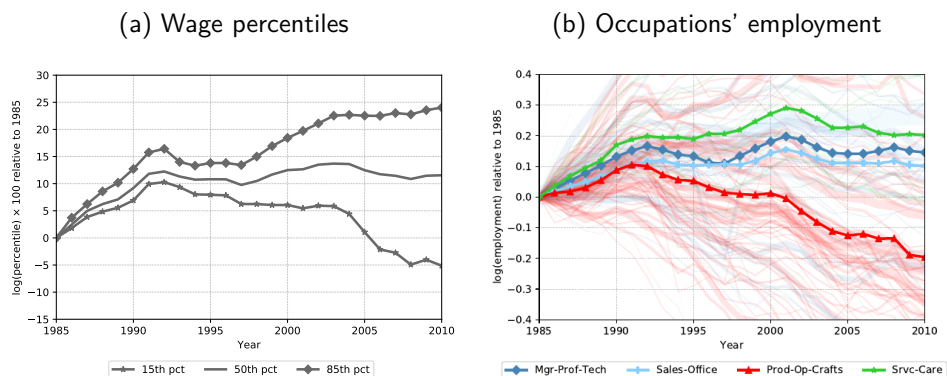 (a) Wage percentiles
(b) Occupations' employment
log(percentile) × 100 relative to 1985
30
25
20
15
10
5
0
−5
−10
−15
1985
1990
1995
2000
2005
2010
Year
15th pct
50th pct
85th pct
log(employment) relative to 1985
0.4
0.3
0.2
0.1
0.0
−0.1
−0.2
−0.3
−0.4
1985
1990
1995
2000
2005
2010
Year
Mgr-Prof-Tech
Sales-Office
Prod-Op-Crafts
Srvc-Care